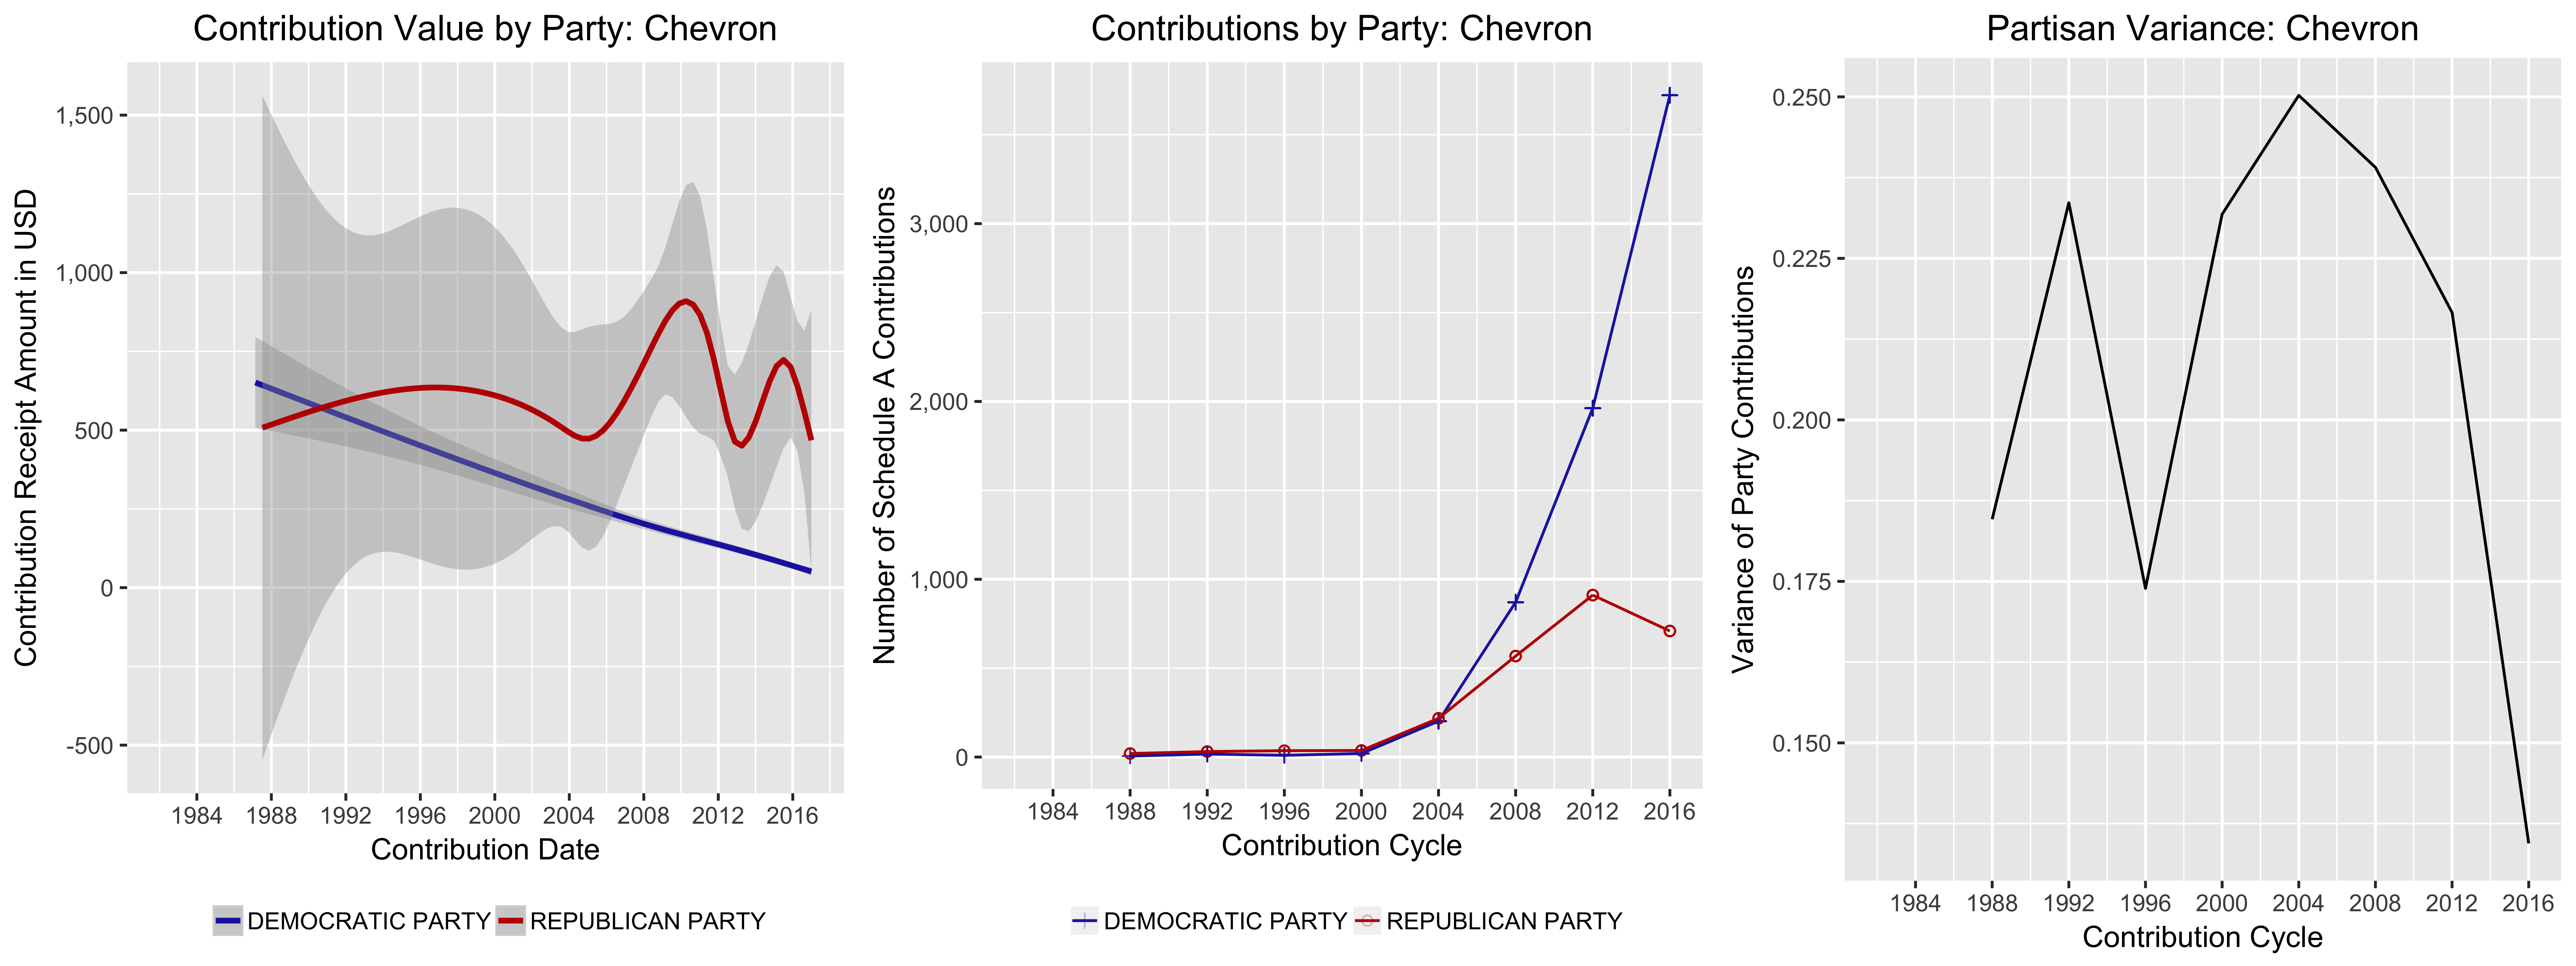 Contribution Value by Party: Chevron
Contribution Receipt Amount in USD
1,500
1,000
500
0
-500
1984 1988 1992 1996 2000 2004 2008 2012 2016
Contribution Date
DEMOCRATIC PARTY REPUBLICAN PARTY
Contributions by Party: Chevron
Number of Schedule A Contributions
3,000
2,000
1,000
0
1984 1988 1992 1996 2000 2004 2008 2012 2016
Contribution Cycle
DEMOCRATIC PARTY REPUBLICAN PARTY
Partisan Variance: Chevron
Variance of Party Contributions
0.250
0.225
0.200
0.175
0.150
1984 1988 1992 1996 2000 2004 2008 2012 2016
Contribution Cycle